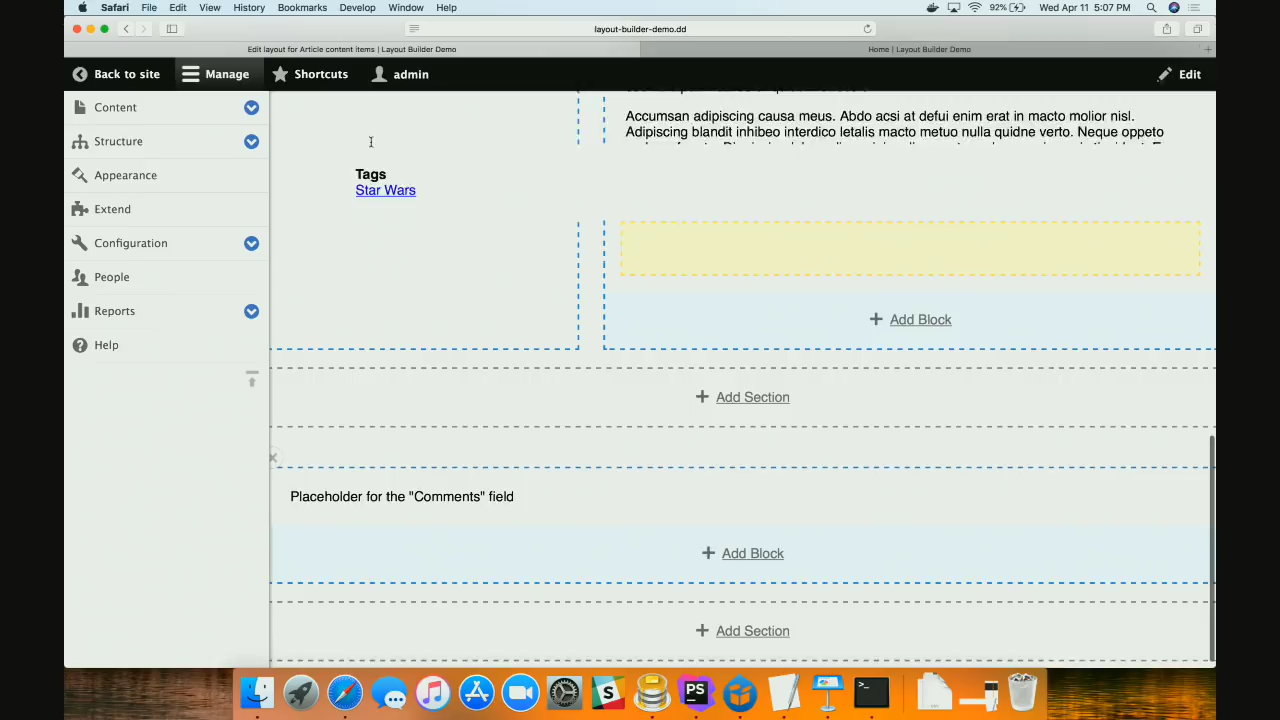 Safari File Edit View History Bookmarks Develop Window Help 92% Wed Apr 11 5:07 PM
layout-builder-demo.dd
Edit layout for Article content items | Layout Builder Demo Home | Layout Builder Demo
Back to site Manage Shortcuts admin Edit
Content
Structure
Appearance
Extend
Configuration
People
Reports
Help
Accumsan adipiscing causa meus. Abdo acsi at defui enim erat in macto molior nisl.
Adipiscing blandit inhibeo interdico letalis macto metuo nulla quidne verto. Neque oppeto
Tags
Star Wars
+ Add Block
+ Add Section
Placeholder for the "Comments" field
+ Add Block
+ Add Section
PS